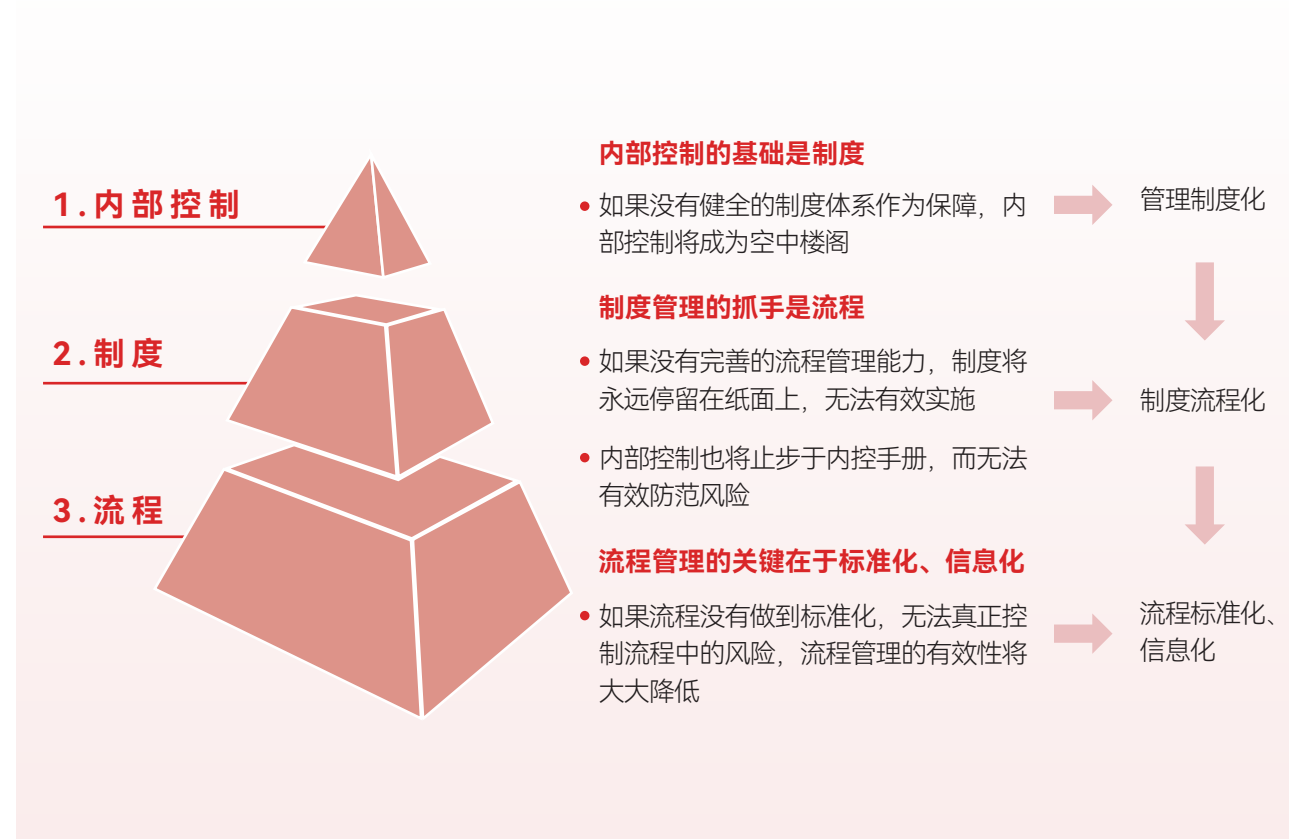 1.内部控制
2.制度
3.流程
内部控制的基础是制度
如果没有健全的制度体系作为保障，内
部控制将成为空中楼阁
管理制度化
制度管理的抓手是流程
如果没有完善的流程管理能力，制度将
永远停留在纸面上，无法有效实施
内部控制也将止步于内控手册，而无法
有效防范风险
制度流程化
流程管理的关键在于标准化、信息化
如果流程没有做到标准化，无法真正控
制流程中的风险，流程管理的有效性将
大大降低
流程标准化、
信息化